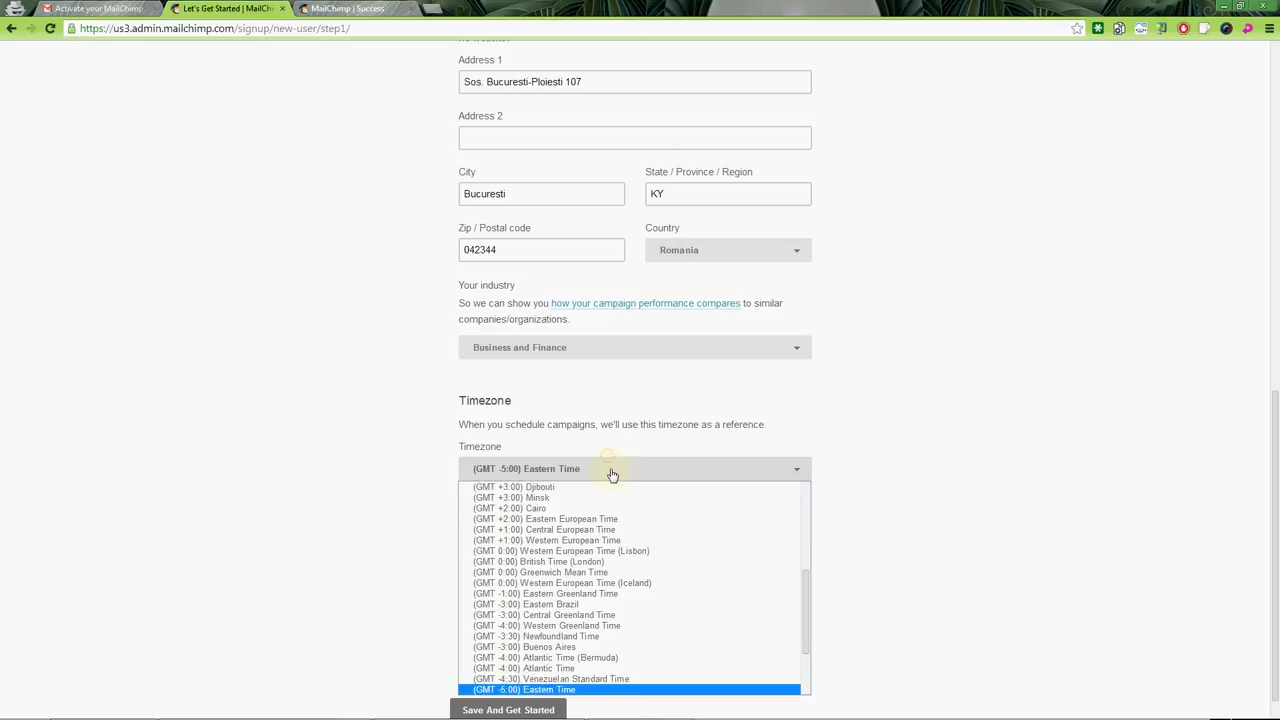 Activate your MailChimp
Let's Get Started | MailChi
MailChimp | Success
https://us3.admin.mailchimp.com/signup/new-user/step1/
Address 1
Sos. Bucuresti-Ploiesti 107
Address 2
City
State / Province / Region
Bucuresti
KY
Zip / Postal code
Country
042344
Romania
Your industry
So we can show you how your campaign performance compares to similar
companies/organizations.
Business and Finance
Timezone
When you schedule campaigns, we'll use this timezone as a reference.
Timezone
(GMT -5:00) Eastern Time
(GMT +3:00) Djibouti
(GMT +3:00) Minsk
(GMT +2:00) Cairo
(GMT +2:00) Eastern European Time
(GMT +1:00) Central European Time
(GMT +1:00) Western European Time
(GMT 0:00) Western European Time (Lisbon)
(GMT 0:00) British Time (London)
(GMT 0:00) Greenwich Mean Time
(GMT 0:00) Western European Time (Iceland)
(GMT -1:00) Eastern Greenland Time
(GMT -3:00) Eastern Brazil
(GMT -3:00) Central Greenland Time
(GMT -4:00) Western Greenland Time
(GMT -3:30) Newfoundland Time
(GMT -3:00) Buenos Aires
(GMT -4:00) Atlantic Time (Bermuda)
(GMT -4:00) Atlantic Time
(GMT -4:30) Venezuelan Standard Time
(GMT -5:00) Eastern Time
Save And Get Started